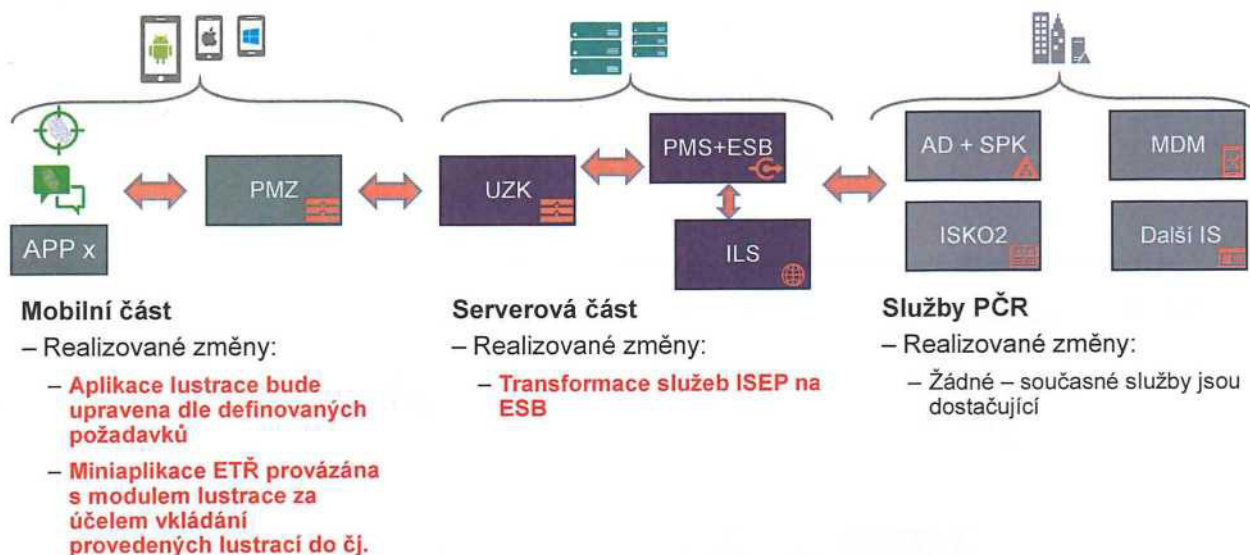 PMZ
APP x
UZK
PMS+ESB
ILS
AD + SPK
MDM
ISKO2
Další IS
Mobilní část
– Realizované změny:
– Aplikace lustrace bude
upravena dle definovaných
požadavků
– Miniaplikace ETŘ provázána
s modulem lustrace za
účelem vkládání
provedených lustrací do čj.
Serverová část
– Realizované změny:
– Transformace služeb ISEP na
ESB
Služby PČR
– Realizované změny:
– Žádné – současné služby jsou
dostačující